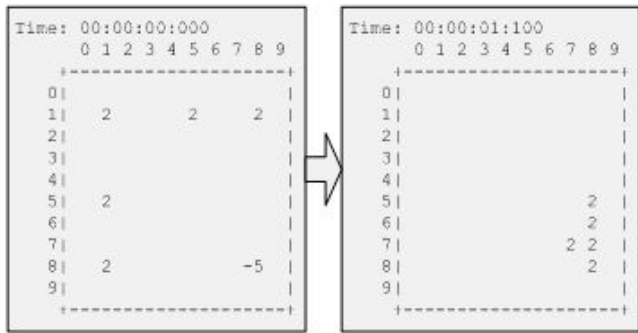 Time: 00:00:00:000
0 1 2 3 4 5 6 7 8 9
+--------------------+
0| |
1| 2 2 2 |
2| |
3| |
4| |
5| 2 |
6| |
7| |
8| 2 -5 |
9| |
+--------------------+
Time: 00:00:01:100
0 1 2 3 4 5 6 7 8 9
+--------------------+
0| |
1| |
2| |
3| |
4| |
5| 2 |
6| 2 |
7| 2 2 |
8| 2 |
9| |
+--------------------+